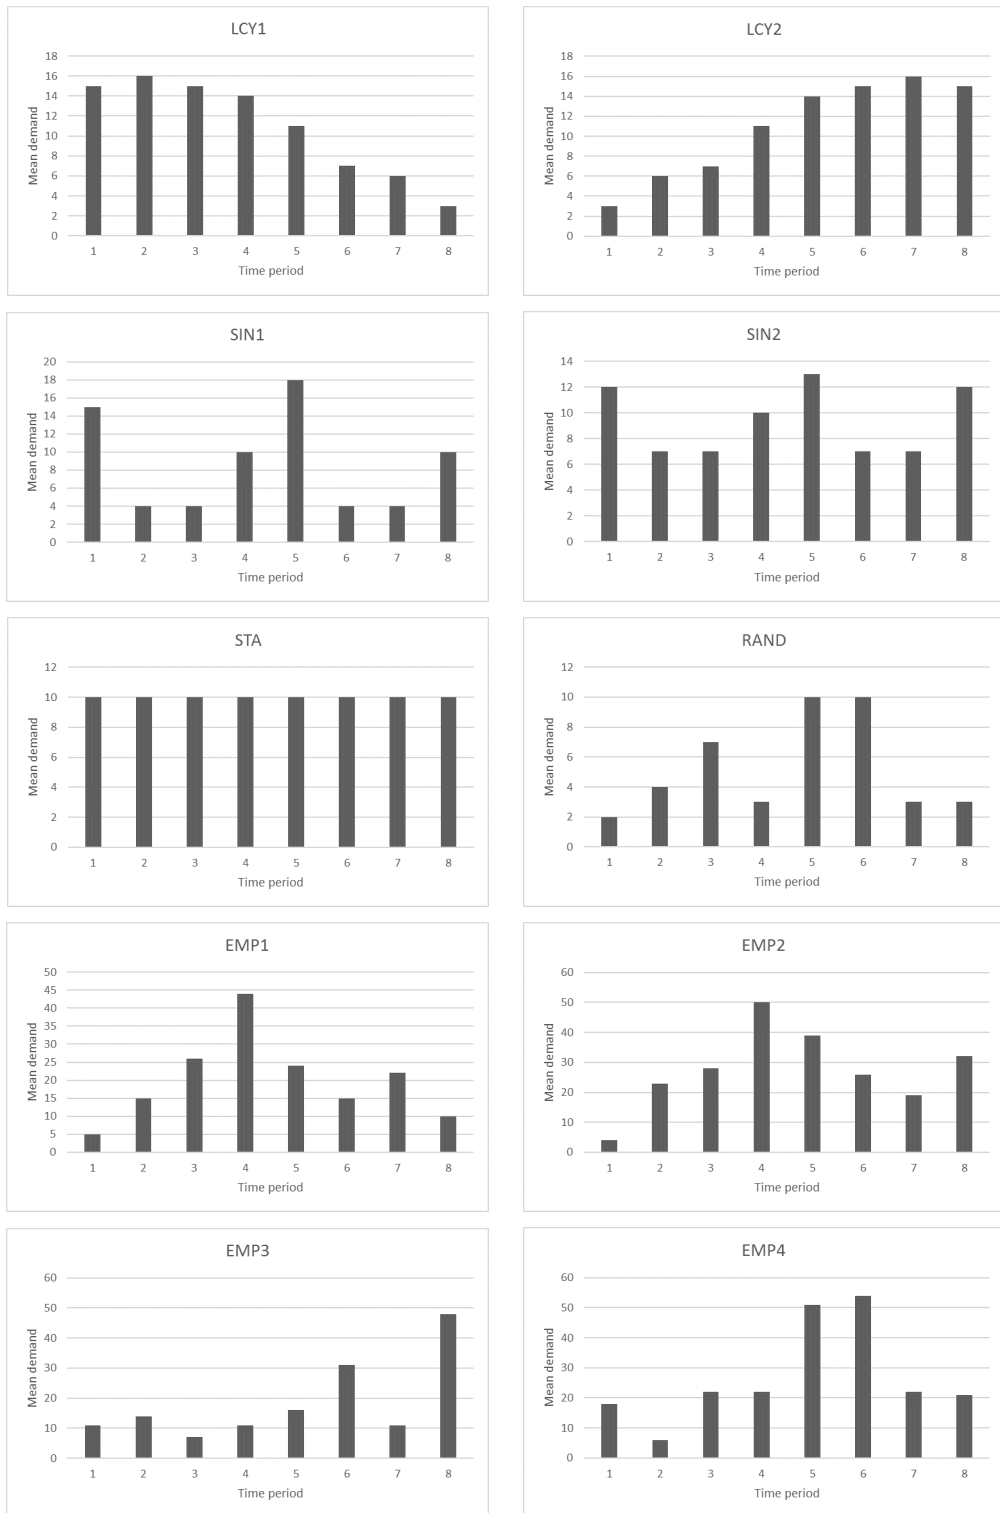 LCY1
18
16
14
12
10
8
6
4
2
0
Mean demand
1 2 3 4 5 6 7 8
Time period
LCY2
18
16
14
12
10
8
6
4
2
0
Mean demand
1 2 3 4 5 6 7 8
Time period
SIN1
20
18
16
14
12
10
8
6
4
2
0
Mean demand
1 2 3 4 5 6 7 8
Time period
SIN2
14
12
10
8
6
4
2
0
Mean demand
1 2 3 4 5 6 7 8
Time period
STA
12
10
8
6
4
2
0
Mean demand
1 2 3 4 5 6 7 8
Time period
RAND
12
10
8
6
4
2
0
Mean demand
1 2 3 4 5 6 7 8
Time period
EMP1
50
45
40
35
30
25
20
15
10
5
0
Mean demand
1 2 3 4 5 6 7 8
Time period
EMP2
60
50
40
30
20
10
0
Mean demand
1 2 3 4 5 6 7 8
Time period
EMP3
60
50
40
30
20
10
0
Mean demand
1 2 3 4 5 6 7 8
Time period
EMP4
60
50
40
30
20
10
0
Mean demand
1 2 3 4 5 6 7 8
Time period